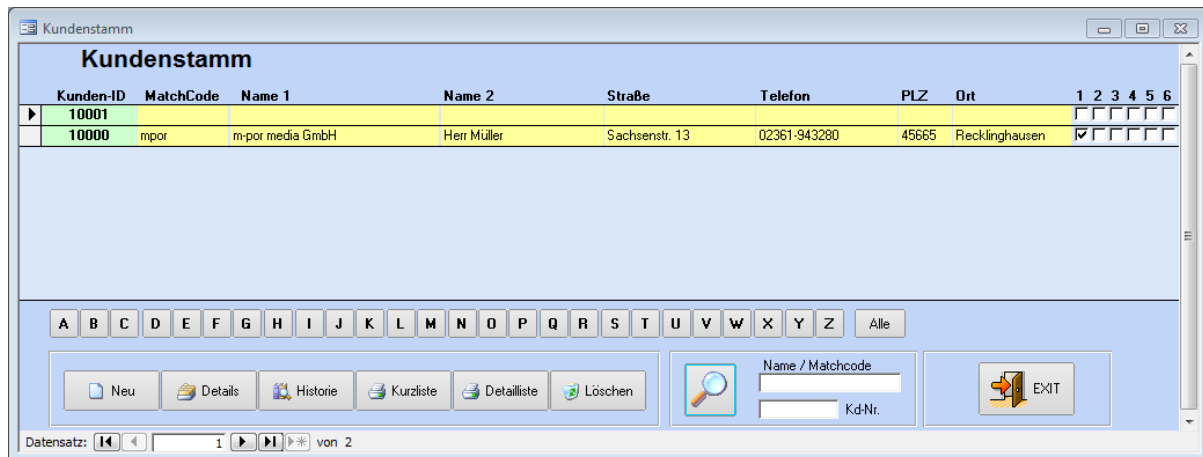 Kundenstamm
Kundenstamm
Kunden-ID MatchCode Name 1 Name 2 Straße Telefon PLZ Ort 1 2 3 4 5 6
10001
10000 mpor m-por media GmbH Herr Müller Sachsenstr. 13 02361-943280 45665 Recklinghausen
A B C D E F G H I J K L M N O P Q R S T U V W X Y Z Alle
Name / Matchcode
Neu Details Historie Kurzliste Detailliste Löschen EXIT
Kd-Nr.
Datensatz: 1 von 2